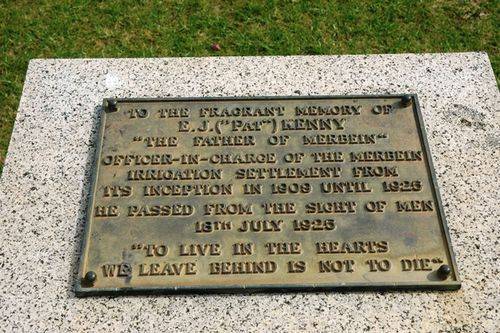 TO THE FRAGRANT MEMORY OF
E. J. ("PAT") KENNY
"THE FATHER OF MERBEIN"
OFFICER-IN-CHARGE OF THE MERBEIN
IRRIGATION SETTLEMENT FROM
ITS INCEPTION IN 1909 UNTIL 1925
HE PASSED FROM THE SIGHT OF MEN
16TH JULY 1925
"TO LIVE IN THE HEARTS
WE LEAVE BEHIND IS NOT TO DIE"